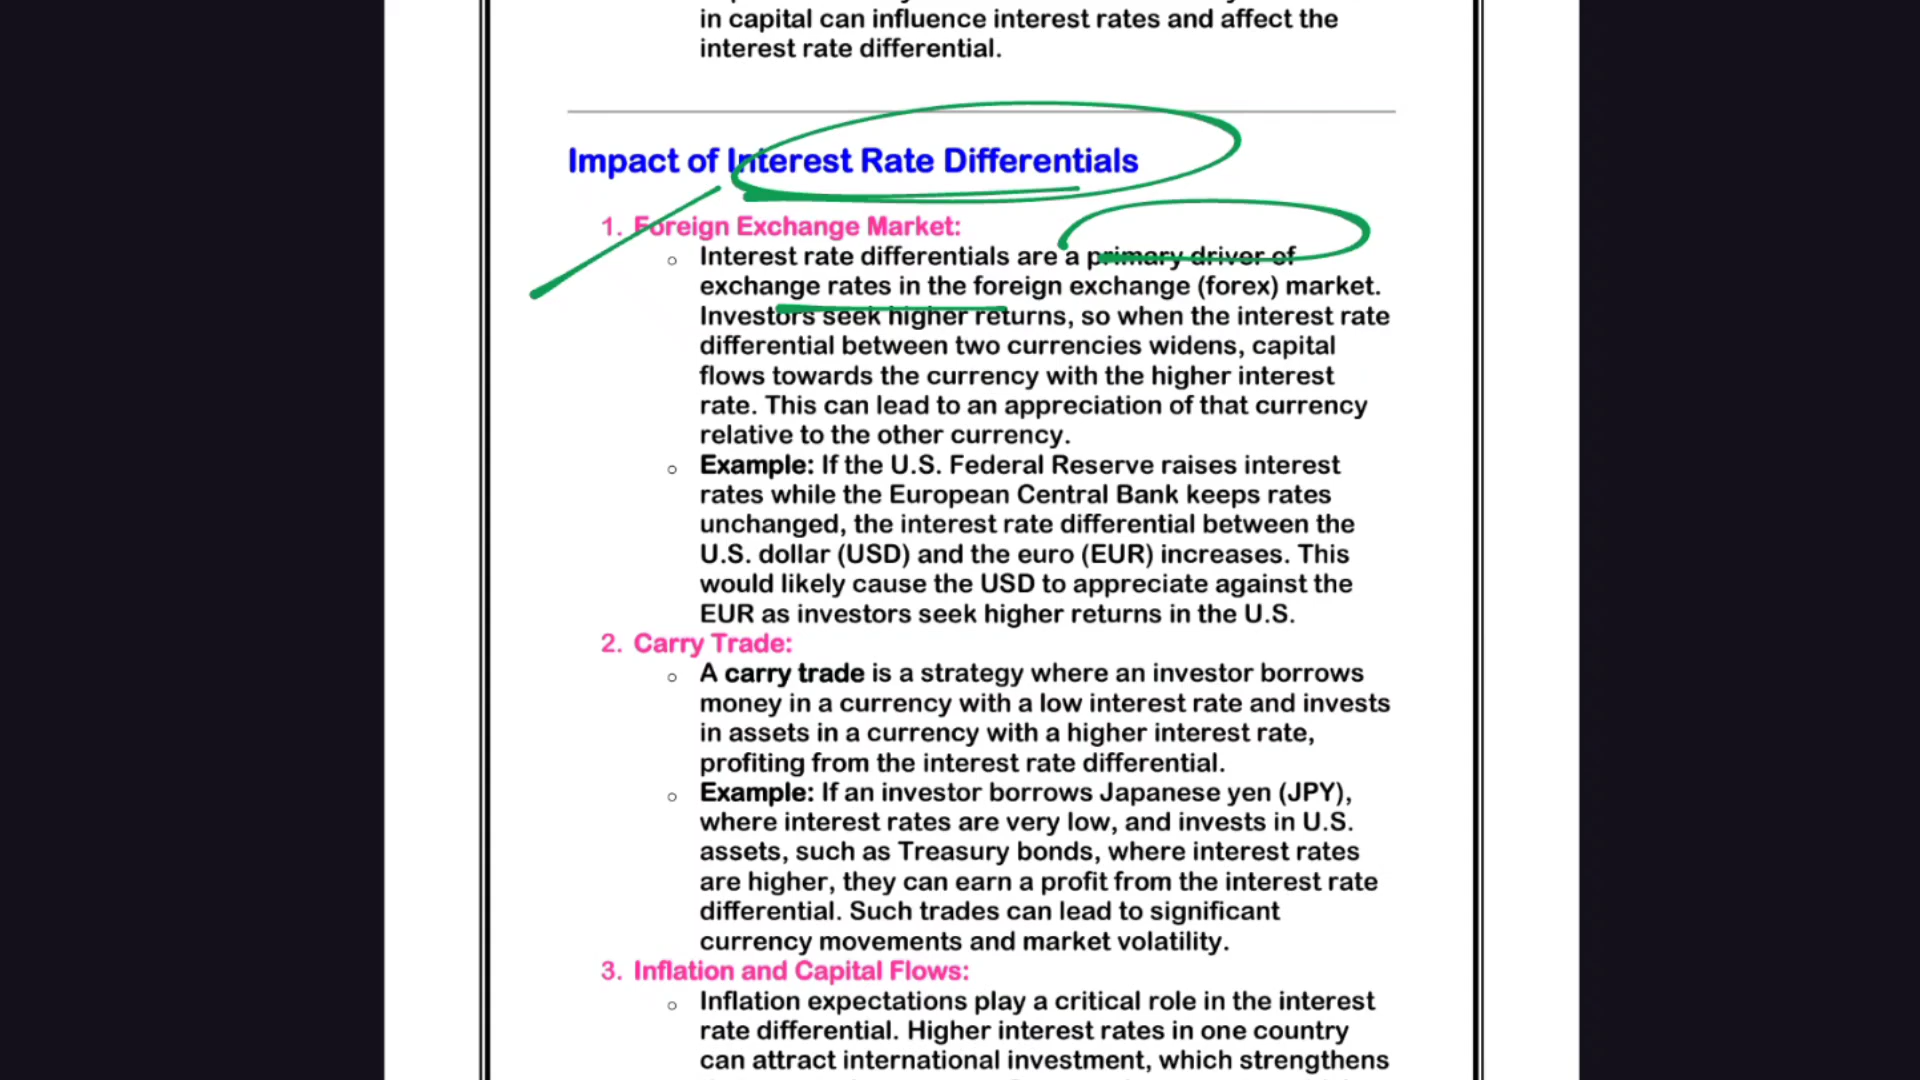 in capital can influence interest rates and affect the
interest rate differential.
Impact of Interest Rate Differentials
1. Foreign Exchange Market:
o Interest rate differentials are a primary driver of
exchange rates in the foreign exchange (forex) market.
Investors seek higher returns, so when the interest rate
differential between two currencies widens, capital
flows towards the currency with the higher interest
rate. This can lead to an appreciation of that currency
relative to the other currency.
o Example: If the U.S. Federal Reserve raises interest
rates while the European Central Bank keeps rates
unchanged, the interest rate differential between the
U.S. dollar (USD) and the euro (EUR) increases. This
would likely cause the USD to appreciate against the
EUR as investors seek higher returns in the U.S.
2. Carry Trade:
o A carry trade is a strategy where an investor borrows
money in a currency with a low interest rate and invests
in assets in a currency with a higher interest rate,
profiting from the interest rate differential.
o Example: If an investor borrows Japanese yen (JPY),
where interest rates are very low, and invests in U.S.
assets, such as Treasury bonds, where interest rates
are higher, they can earn a profit from the interest rate
differential. Such trades can lead to significant
currency movements and market volatility.
3. Inflation and Capital Flows:
o Inflation expectations play a critical role in the interest
rate differential. Higher interest rates in one country
can attract international investment, which strengthens